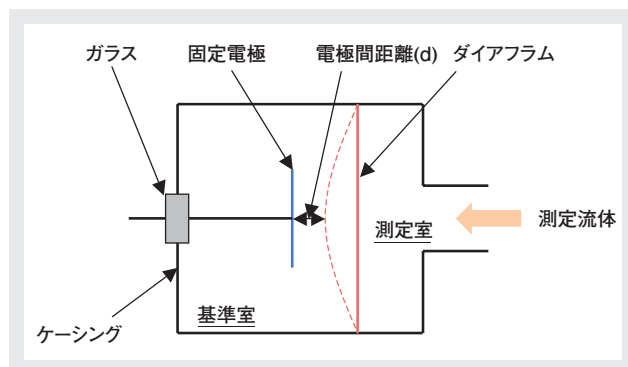 ガラス
固定電極
電極間距離(d)
ダイアフラム
測定室
測定流体
基準室
ケーシング